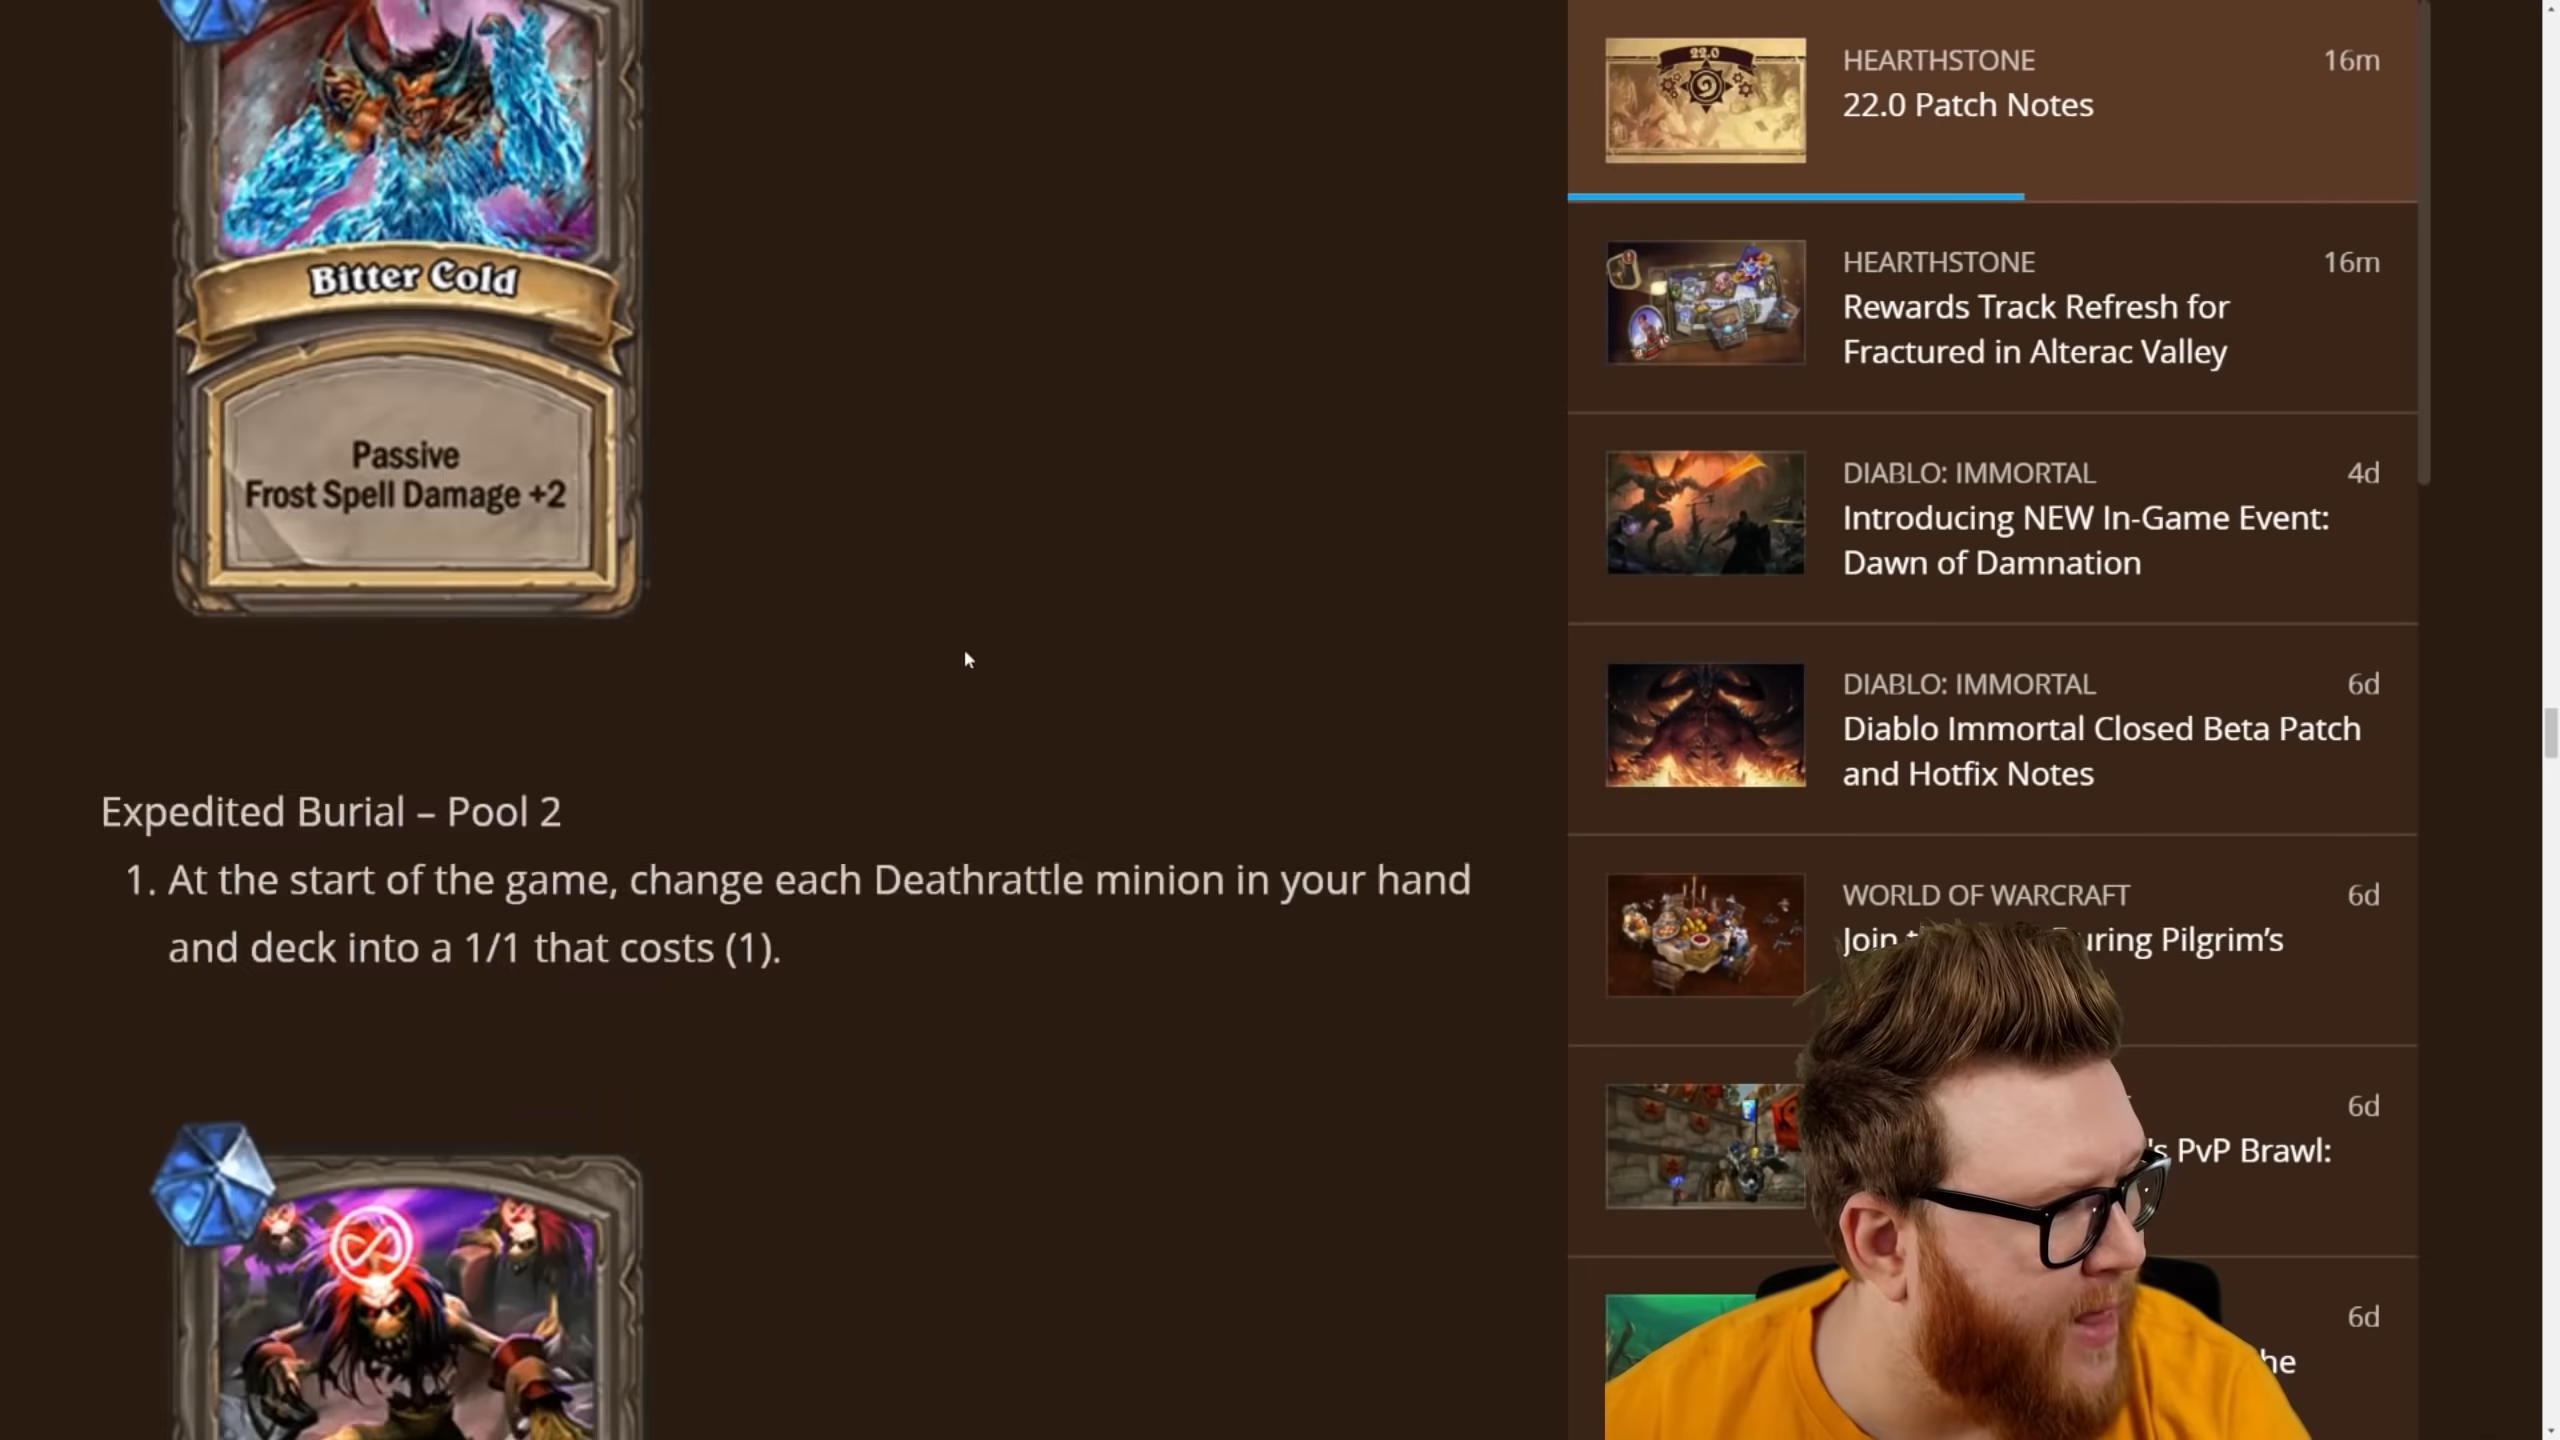 Bitter Cold
Passive
Frost Spell Damage +2
Expedited Burial – Pool 2
1. At the start of the game, change each Deathrattle minion in your hand
and deck into a 1/1 that costs (1).
22.0
HEARTHSTONE
16m
22.0 Patch Notes
HEARTHSTONE
16m
Rewards Track Refresh for
Fractured in Alterac Valley
DIABLO: IMMORTAL
4d
Introducing NEW In-Game Event:
Dawn of Damnation
DIABLO: IMMORTAL
6d
Diablo Immortal Closed Beta Patch
and Hotfix Notes
WORLD OF WARCRAFT
6d
Join Pilgrim’s
6d
's PvP Brawl:
6d